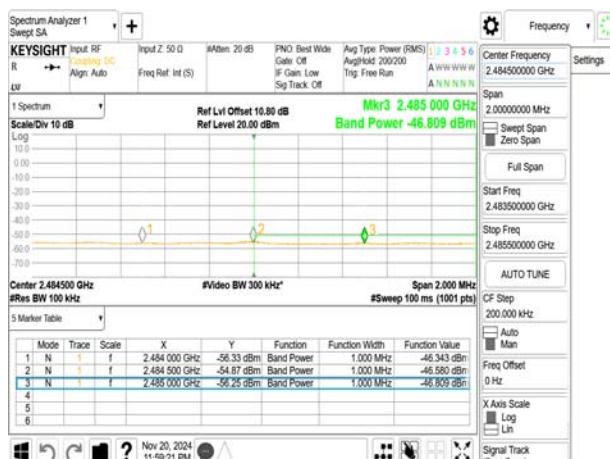 Spectrum Analyzer 1
Swept SA
Frequency
Settings
KEYSIGHT
R
Input: RF
Coupling: DC
Align: Auto
Input Z: 50 Ω
Freq Ref: Int (S)
#Atten: 20 dB
PNO: Best Wide
Gate: Off
IF Gain: Low
Sig Track: Off
Avg Type: Power (RMS)
Avg|Hold: 200/200
Trig: Free Run
1 2 3 4 5 6
A W W W W W
A N N N N N
1 Spectrum
Scale/Div 10 dB
Ref Lvl Offset 10.80 dB
Ref Level 20.00 dBm
Mkr3 2.485 000 GHz
Band Power -46.809 dBm
Log
10.0
0.00
-10.0
-20.0
-30.0
-40.0
-50.0
-60.0
-70.0
1
2
3
Center 2.484500 GHz
#Res BW 100 kHz
#Video BW 300 kHz*
Span 2.000 MHz
#Sweep 100 ms (1001 pts)
5 Marker Table
Mode Trace Scale X Y Function Function Width Function Value
1 N 1 f 2.484 000 GHz -56.33 dBm Band Power 1.000 MHz -46.343 dBm
2 N 1 f 2.484 500 GHz -54.87 dBm Band Power 1.000 MHz -46.580 dBm
3 N 1 f 2.485 000 GHz -56.25 dBm Band Power 1.000 MHz -46.809 dBm
4
5
6
Nov 20, 2024
11:59:21 PM
Center Frequency
2.484500000 GHz
Span
2.00000000 MHz
Swept Span
Zero Span
Full Span
Start Freq
2.483500000 GHz
Stop Freq
2.485500000 GHz
AUTO TUNE
CF Step
200.000 kHz
Auto
Man
Freq Offset
0 Hz
X Axis Scale
Log
Lin
Signal Track